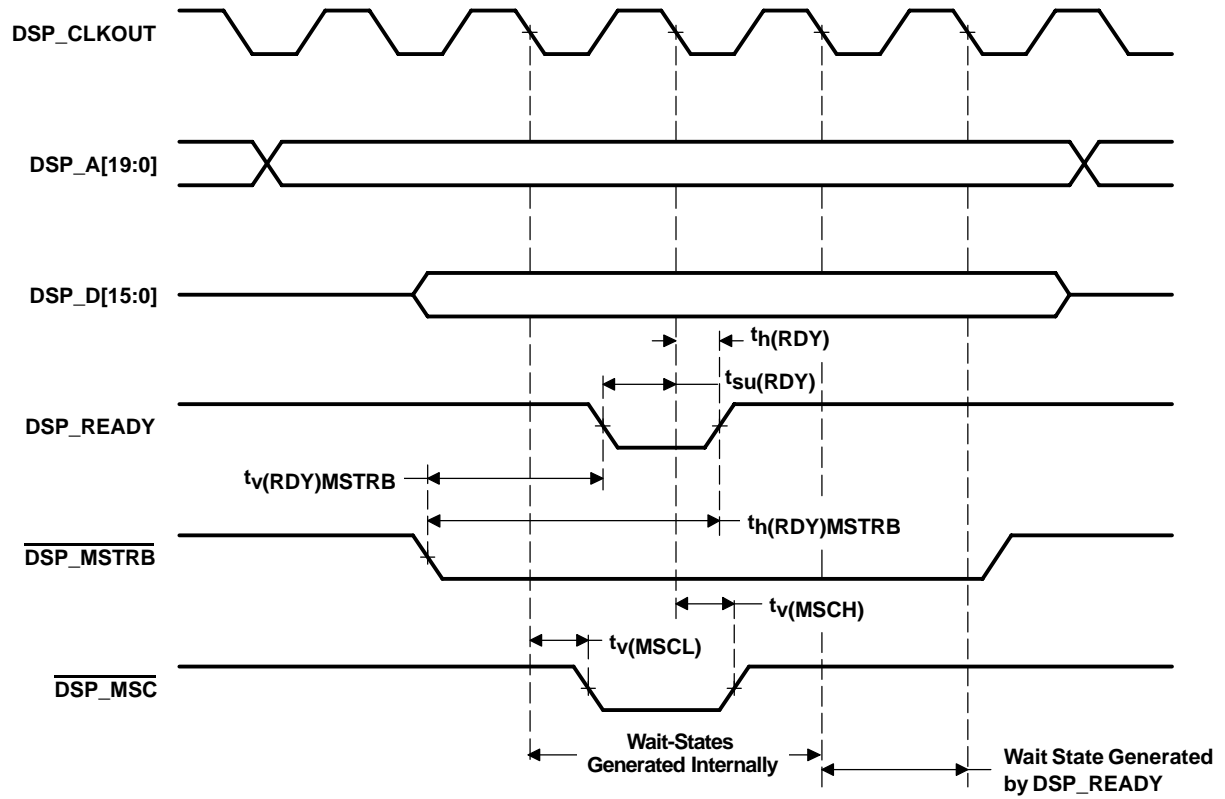 DSP_CLKOUT
DSP_A[19:0]
DSP_D[15:0]
th(RDY)
tsu(RDY)
DSP_READY
tv(RDY)MSTRB
th(RDY)MSTRB
DSP_MSTRB
tv(MSCH)
tv(MSCL)
DSP_MSC
Wait-States
Generated Internally
Wait State Generated
by DSP_READY